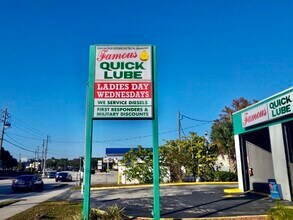 Famous
QUICK
LUBE
LADIES DAY
WEDNESDAYS
WE SERVICE DIESELS
FIRST RESPONDERS &
MILITARY DISCOUNTS
Famous
QUICK LUBE